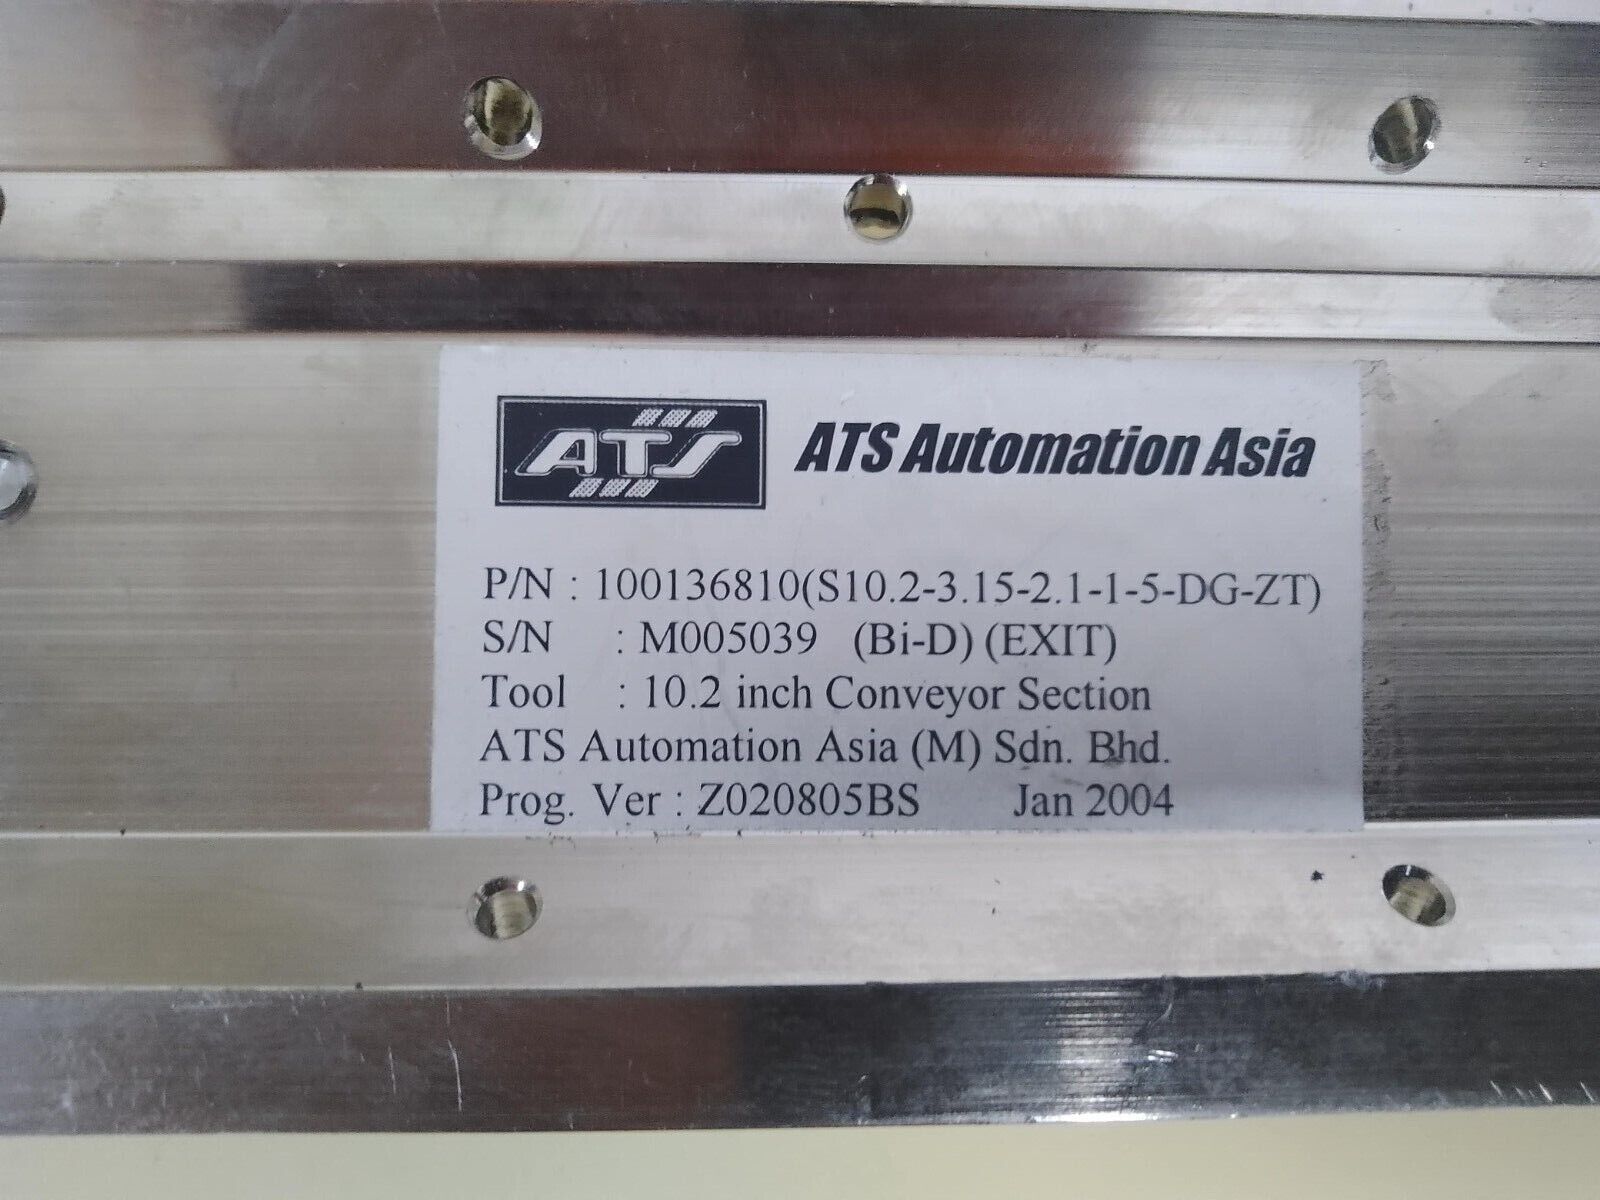 ATS ATS Automation Asia
P/N : 100136810(S10.2-3.15-2.1-1-5-DG-ZT)
S/N : M005039 (Bi-D) (EXIT)
Tool : 10.2 inch Conveyor Section
ATS Automation Asia (M) Sdn. Bhd.
Prog. Ver : Z020805BS Jan 2004